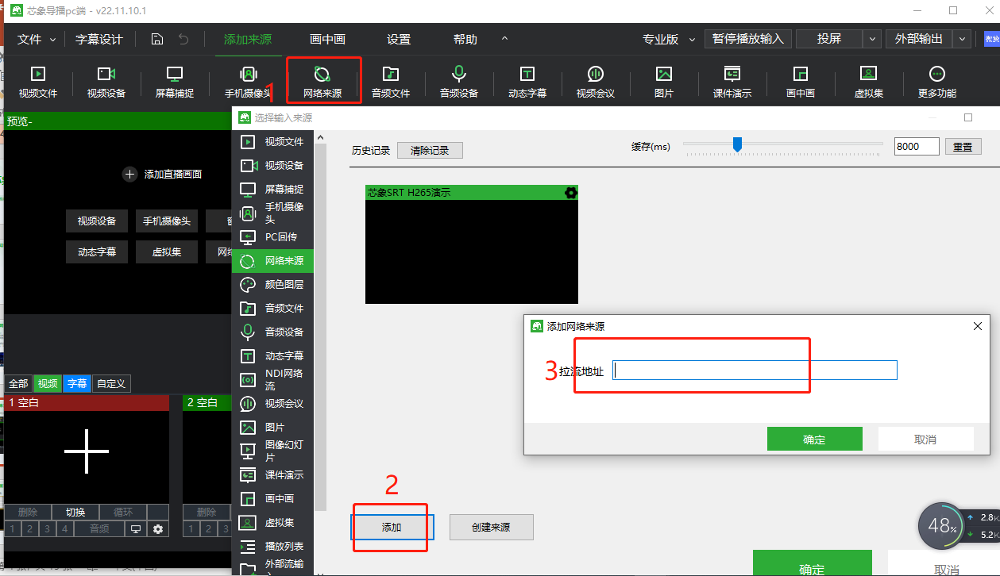 芯象导播pc端 - v22.11.10.1
文件 字幕设计 添加来源 画中画 设置 帮助 专业版 暂停播放输入 投屏 外部输出 微赞
视频文件 视频设备 屏幕捕捉 手机摄像头 1 网络来源 音频文件 音频设备 动态字幕 视频会议 图片 课件演示 画中画 虚拟集 更多功能
预览-
添加直播画面
视频设备 手机摄像头
动态字幕 虚拟集 网络
全部 视频 字幕 自定义
1 空白 2 空白
删除 切换 循环 删除
1 2 3 4 音频 1 2 3
选择输入来源
视频文件
视频设备
屏幕捕捉
手机摄像
头
PC回传
网络来源
颜色图层
音频文件
音频设备
动态字幕
NDI网络
流
视频会议
图片
图像幻灯
片
课件演示
画中画
虚拟集
播放列表
外部流输
历史记录 清除记录 缓存(ms) 8000 重置
芯象SRT H265演示
添加网络来源
3 拉流地址
确定 取消
2
添加 创建来源
48% 2.8K
5.2K
确定 取消